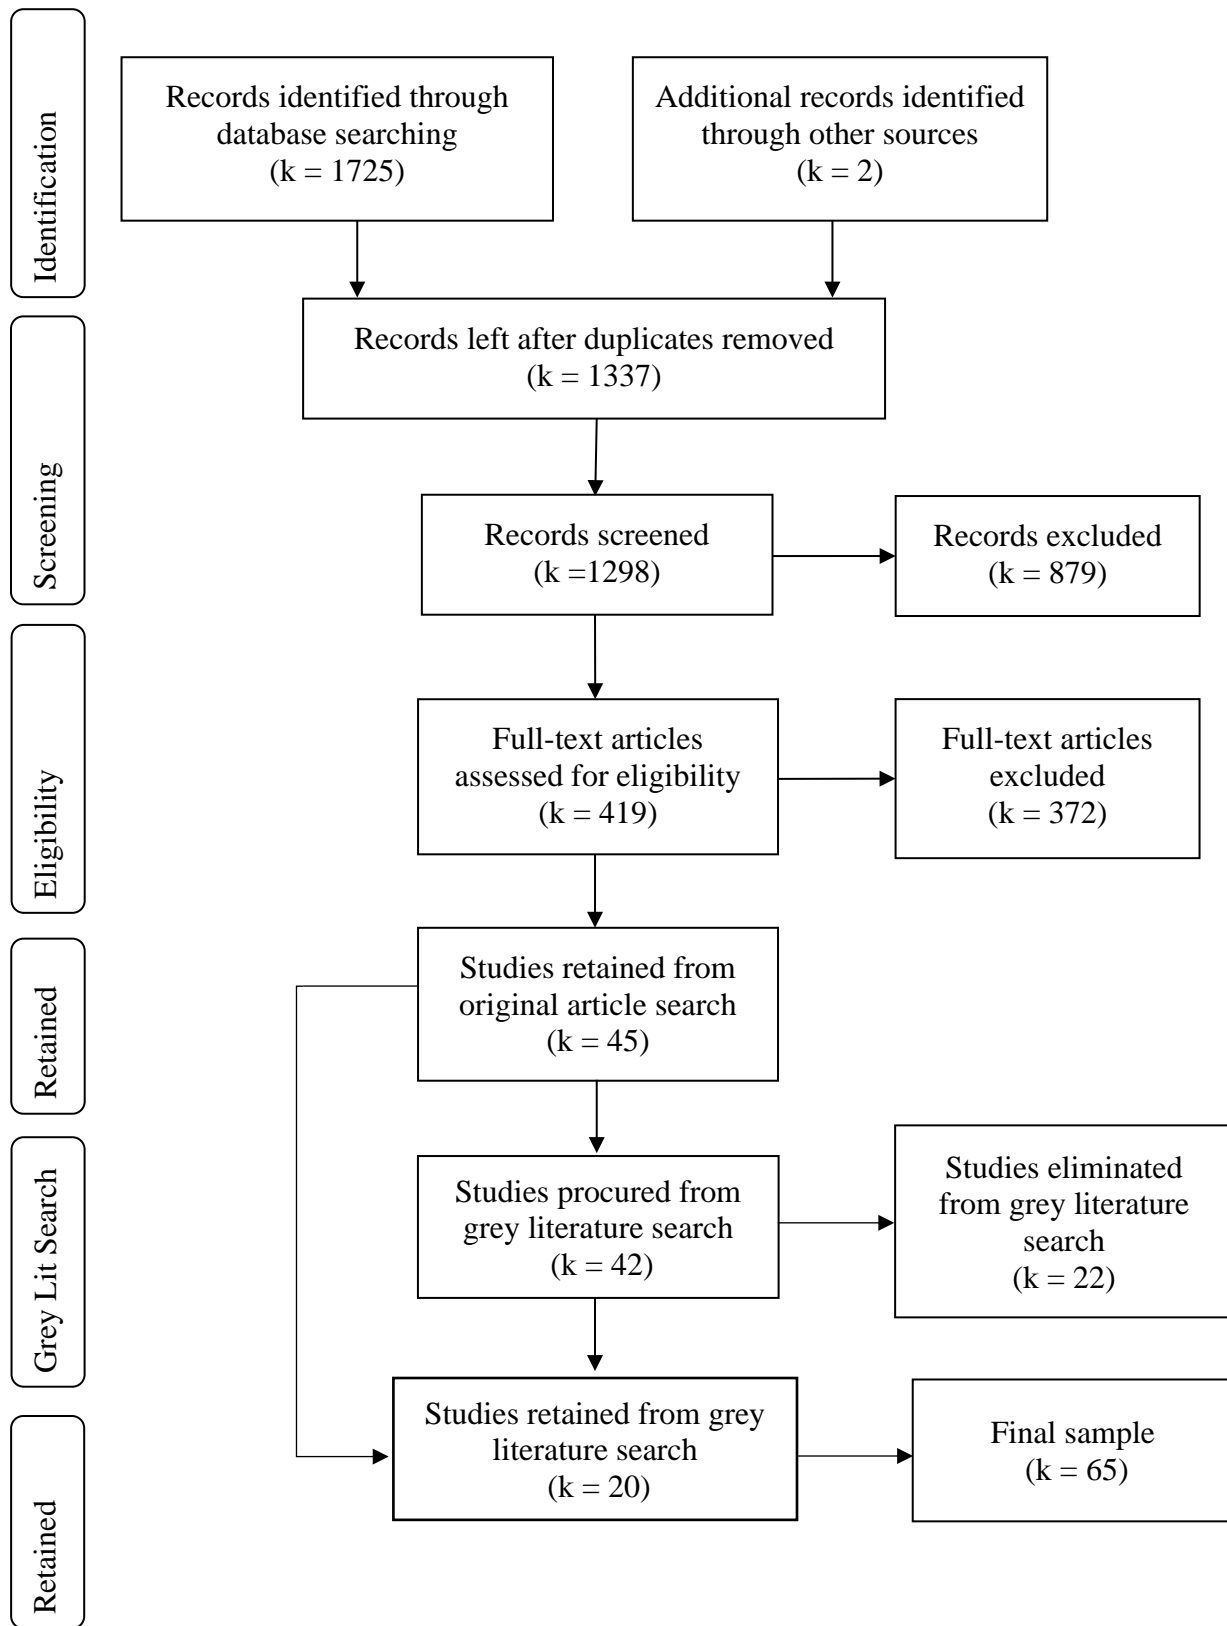 Identification
Records identified through
database searching
(k = 1725)
Additional records identified
through other sources
(k = 2)
Screening
Records left after duplicates removed
(k = 1337)
Records screened
(k =1298)
Records excluded
(k = 879)
Eligibility
Full-text articles
assessed for eligibility
(k = 419)
Full-text articles
excluded
(k = 372)
Retained
Studies retained from
original article search
(k = 45)
Grey Lit Search
Studies procured from
grey literature search
(k = 42)
Studies eliminated
from grey literature
search
(k = 22)
Retained
Studies retained from grey
literature search
(k = 20)
Final sample
(k = 65)